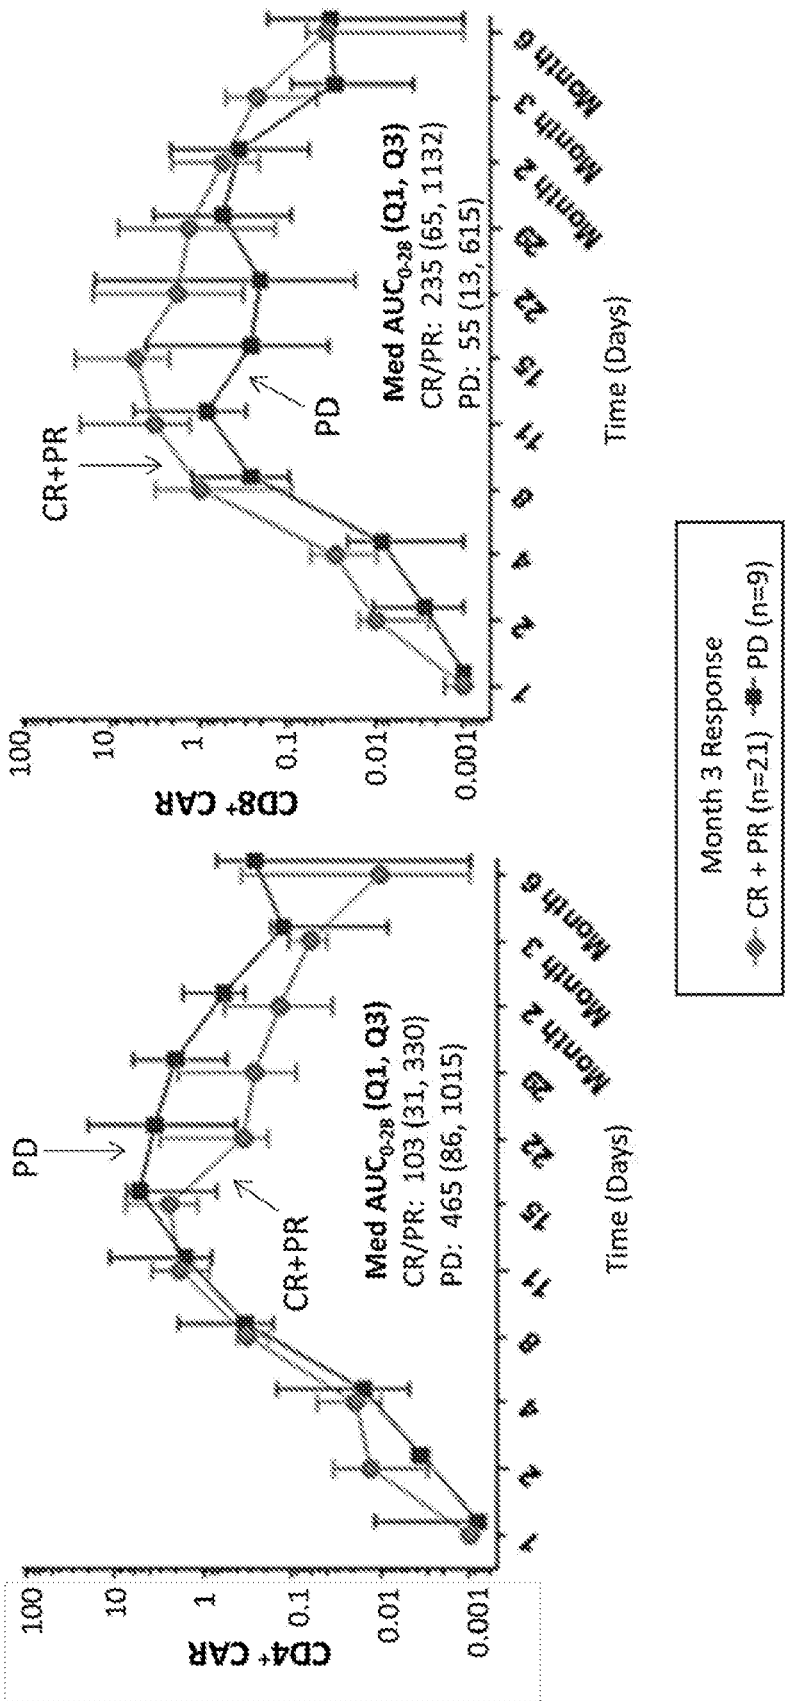 CD4⁺ CAR
100
10
1
0.1
0.01
0.001
PD
CR+PR
Med AUC₀₋₂₈ (Q1, Q3)
CR/PR: 103 (31, 330)
PD: 465 (86, 1015)
1
2
4
8
11
15
22
29
Month 2
Month 3
Month 6
Time (Days)
CD8⁺ CAR
100
10
1
0.1
0.01
0.001
CR+PR
PD
Med AUC₀₋₂₈ (Q1, Q3)
CR/PR: 235 (65, 1132)
PD: 55 (13, 615)
1
2
4
8
11
15
22
29
Month 2
Month 3
Month 6
Time (Days)
Month 3 Response
CR + PR (n=21) PD (n=9)